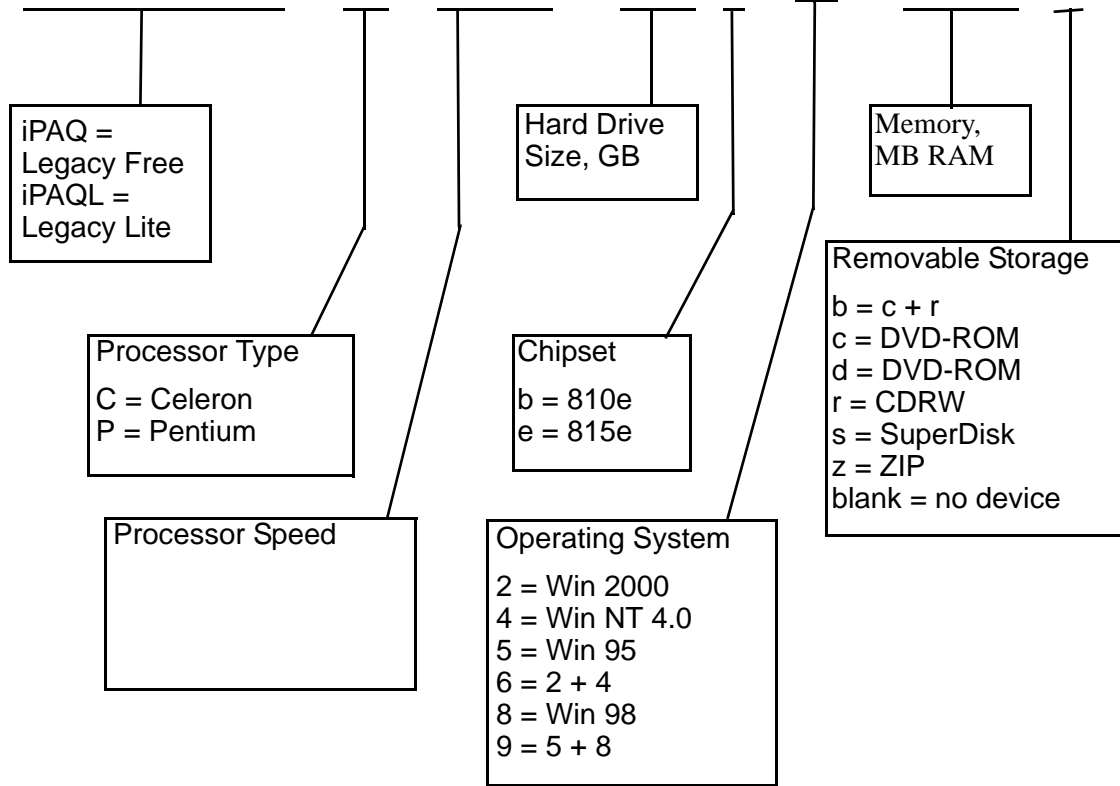 iPAQ =
Legacy Free
iPAQL =
Legacy Lite
Hard Drive
Size, GB
Memory,
MB RAM
Removable Storage
b = c + r
c = DVD-ROM
d = DVD-ROM
r = CDRW
s = SuperDisk
z = ZIP
blank = no device
Processor Type
C = Celeron
P = Pentium
Chipset
b = 810e
e = 815e
Processor Speed
Operating System
2 = Win 2000
4 = Win NT 4.0
5 = Win 95
6 = 2 + 4
8 = Win 98
9 = 5 + 8